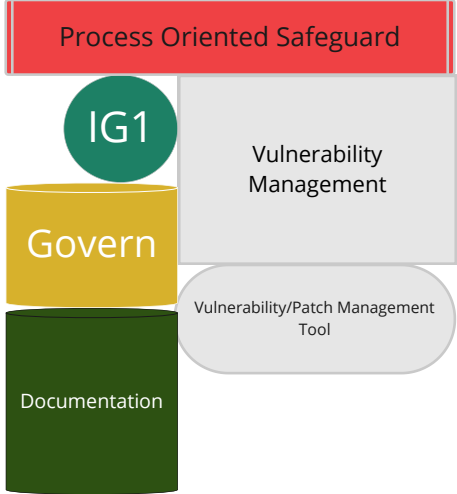 Process Oriented Safeguard
IG1
Vulnerability
Management
Govern
Vulnerability/Patch Management
Tool
Documentation